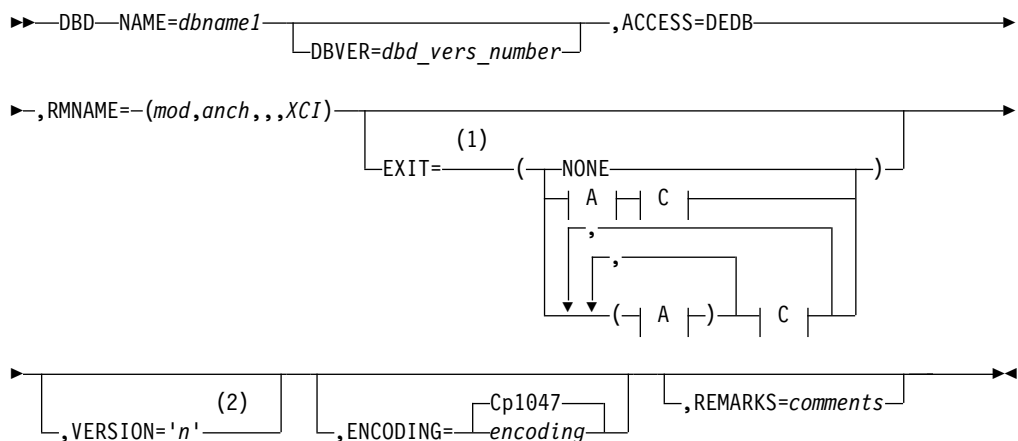 DBD NAME=dbname1 ,ACCESS=DEDB
DBVER=dbd_vers_number
,RMNAME= (mod,anch,,,XCI)
(1)
EXIT= ( NONE )
A C
,
,
( A ) C
(2) Cp1047
,VERSION='n' ,ENCODING= encoding ,REMARKS=comments